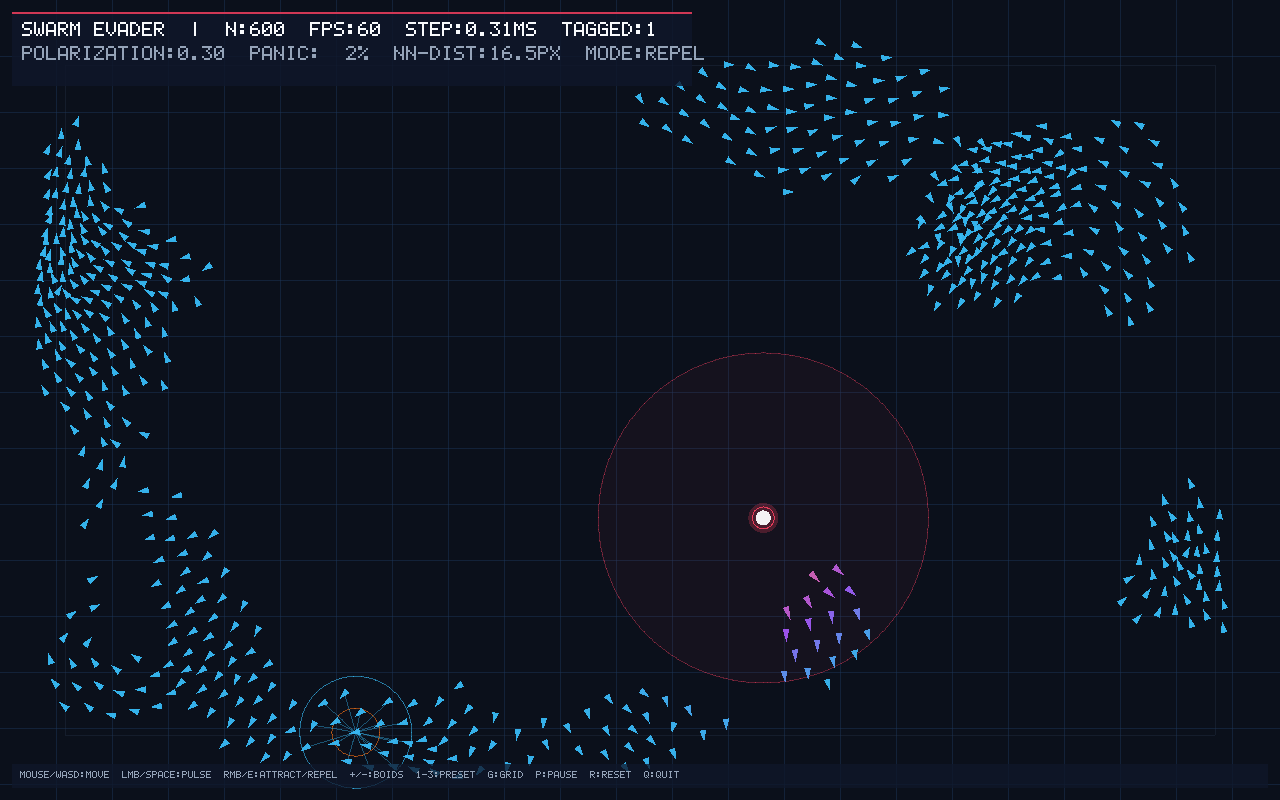 SWARM EVADER | N:600 FPS:60 STEP:0.31MS TAGGED:1
POLARIZATION:0.30 PANIC: 2% NN-DIST:16.5PX MODE:REPEL
MOUSE/WASD:MOVE LMB/SPACE:PULSE RMB/E:ATTRACT/REPEL +/-:BOIDS 1-3:PRESET G:GRID P:PAUSE R:RESET Q:QUIT